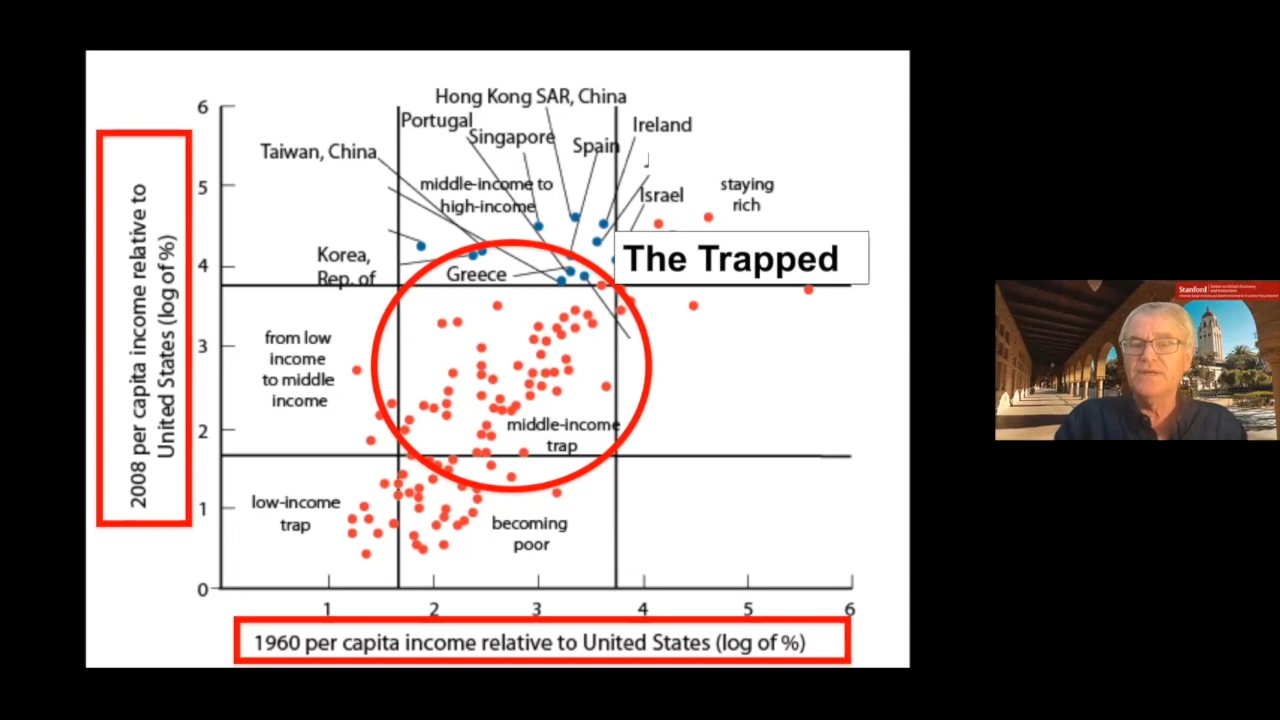 Hong Kong SAR, China
Portugal
Singapore
Ireland
Spain
Taiwan, China
Israel
middle-income to
high-income
staying
rich
Korea,
Rep. of
Greece
The Trapped
from low
income
to middle
income
middle-income
trap
low-income
trap
becoming
poor
6
5
4
3
2
1
0
1
2
3
4
5
6
2008 per capita income relative to
United States (log of %)
1960 per capita income relative to United States (log of %)
Stanford